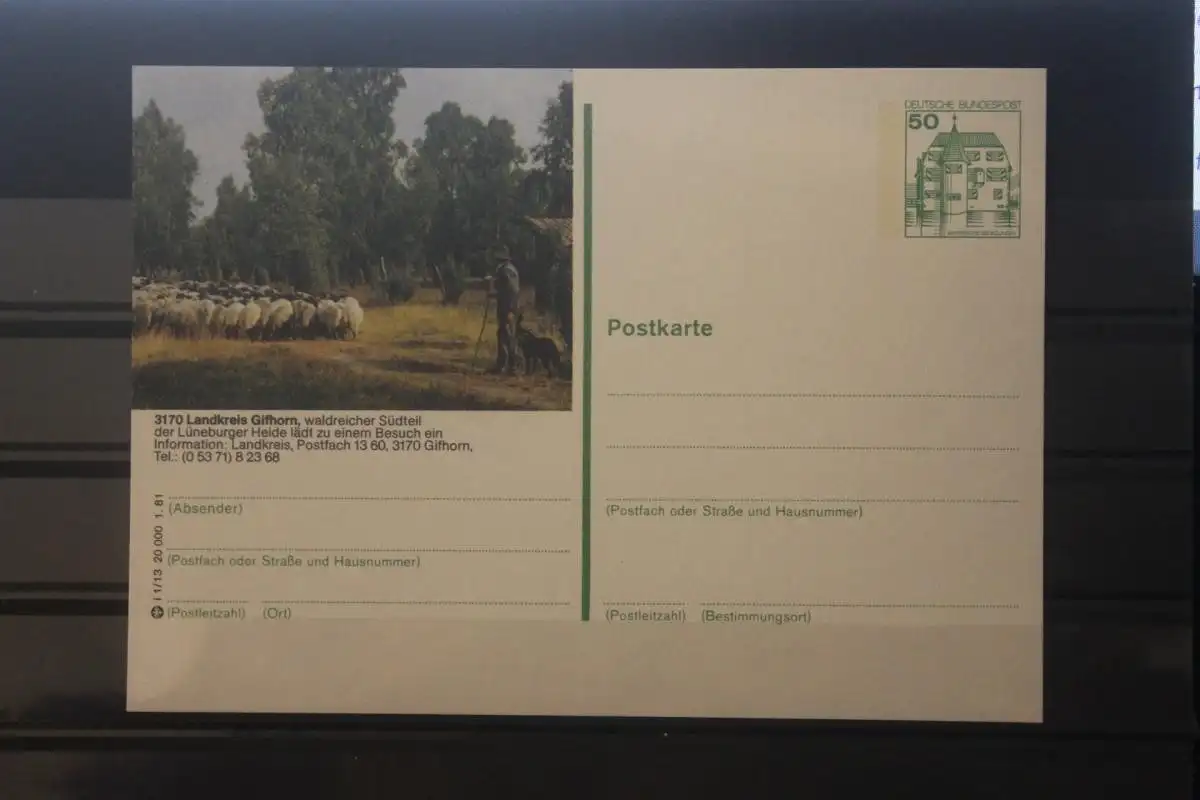 3170 Landkreis Gifhorn, waldreicher Südteil
der Lüneburger Heide lädt zu einem Besuch ein
Information: Landkreis, Postfach 13 60, 3170 Gifhorn,
Tel.: (0 53 71) 8 23 68
(Absender)
(Postfach oder Straße und Hausnummer)
(Postleitzahl) (Ort)
i 1/13 20 000 1. 81
DEUTSCHE BUNDESPOST
50
Postkarte
(Postfach oder Straße und Hausnummer)
(Postleitzahl) (Bestimmungsort)